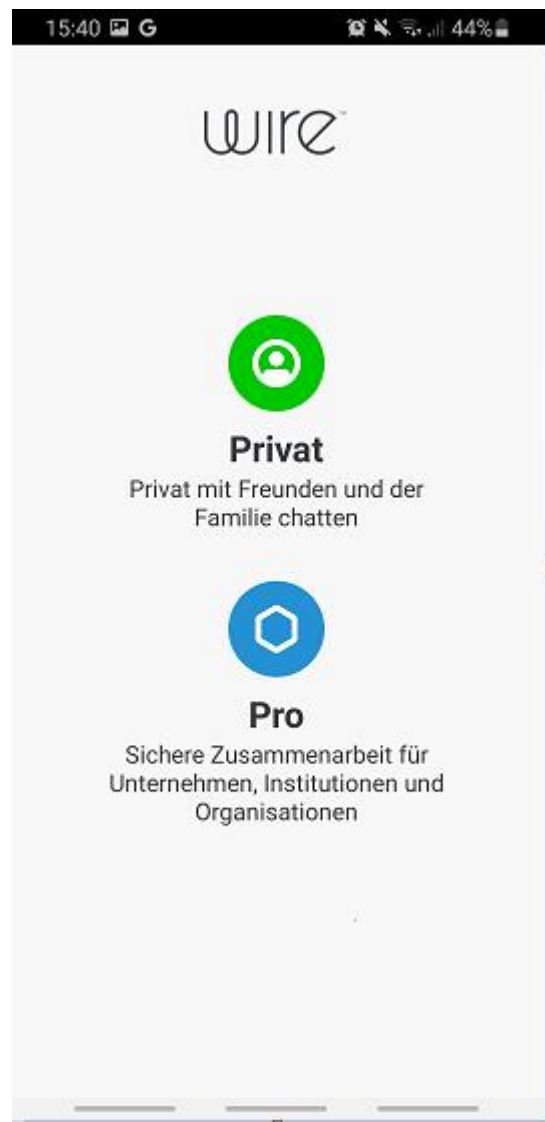 15:40 G 44%
wire™
Privat
Privat mit Freunden und der
Familie chatten
Pro
Sichere Zusammenarbeit für
Unternehmen, Institutionen und
Organisationen